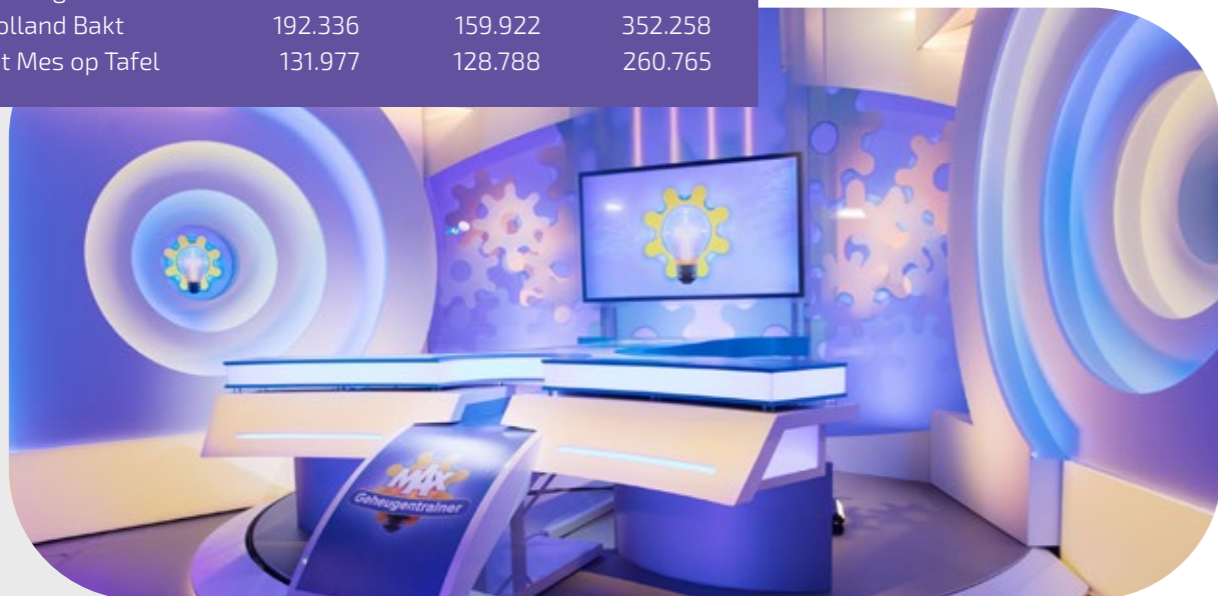 olland Bakt 192.336 159.922 352.258
t Mes op Tafel 131.977 128.788 260.765
MAX
Geheugentrainer